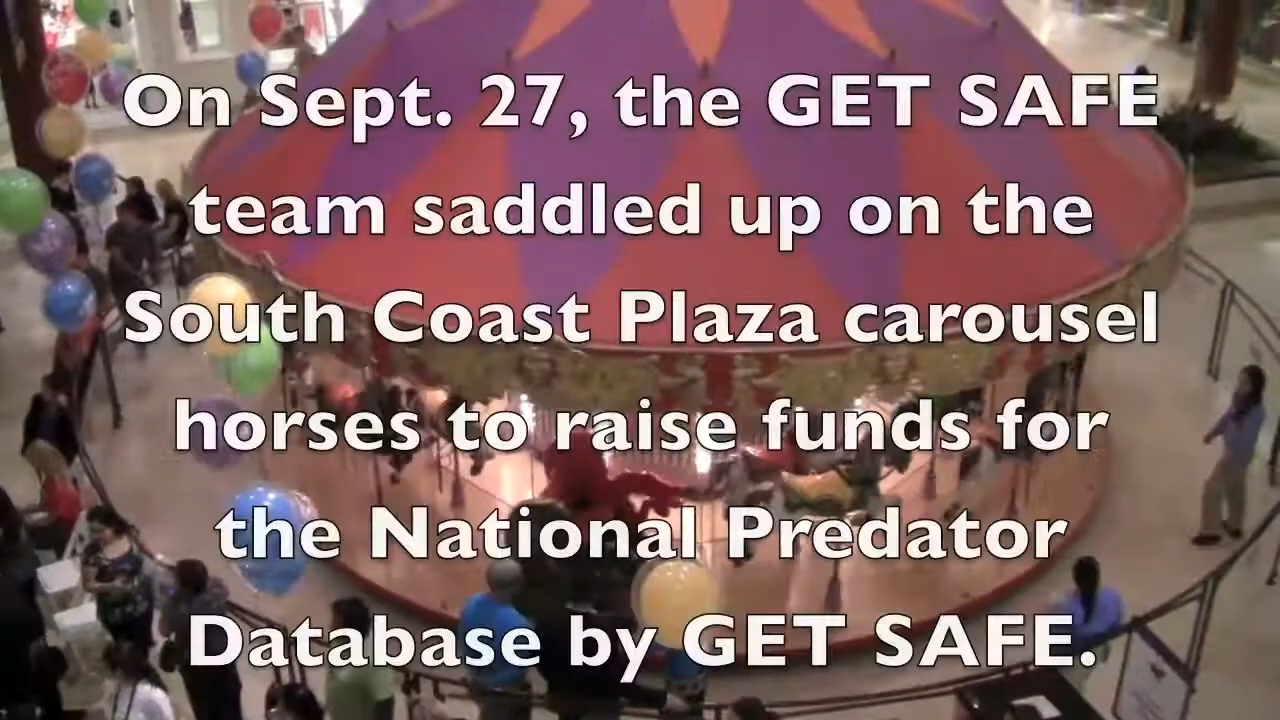 On Sept. 27, the GET SAFE
team saddled up on the
South Coast Plaza carousel
horses to raise funds for
the National Predator
Database by GET SAFE.